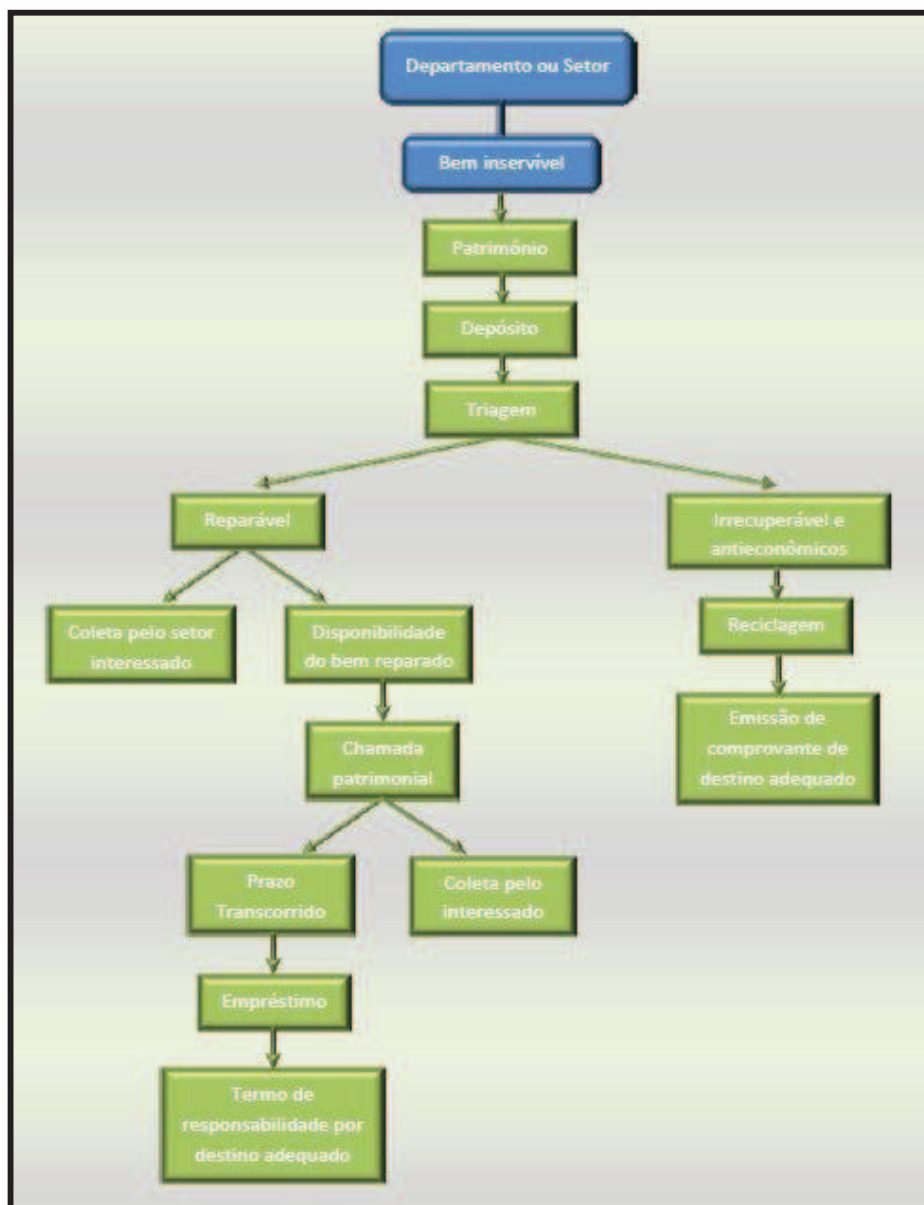 Departamento ou Setor
Bem inservível
Patrimônio
Depósito
Triagem
Reparável
Irrecuperável e
antieconômicos
Coleta pelo setor
interessado
Disponibilidade
do bem reparado
Reciclagem
Chamada
patrimonial
Emissão de
comprovante de
destino adequado
Prazo
Transcorrido
Coleta pelo
interessado
Empréstimo
Termo de
responsabilidade por
destino adequado